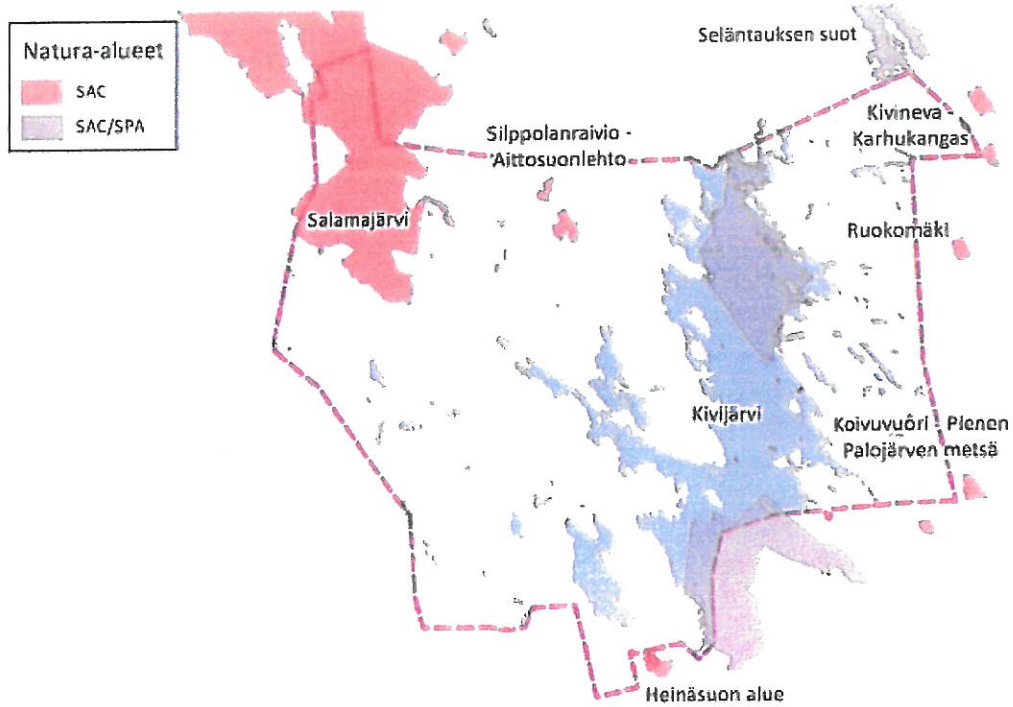 Natura-alueet
SAC
SAC/SPA
Seläntauksen suot
Kivineva -
Karhukangas
Silppolanraivio -
Aittosuonlehto
Salamajärvi
Ruokomäki
Kivijärvi
Koivuvuori - Pienen
Palojärven metsä
Heinäsuon alue